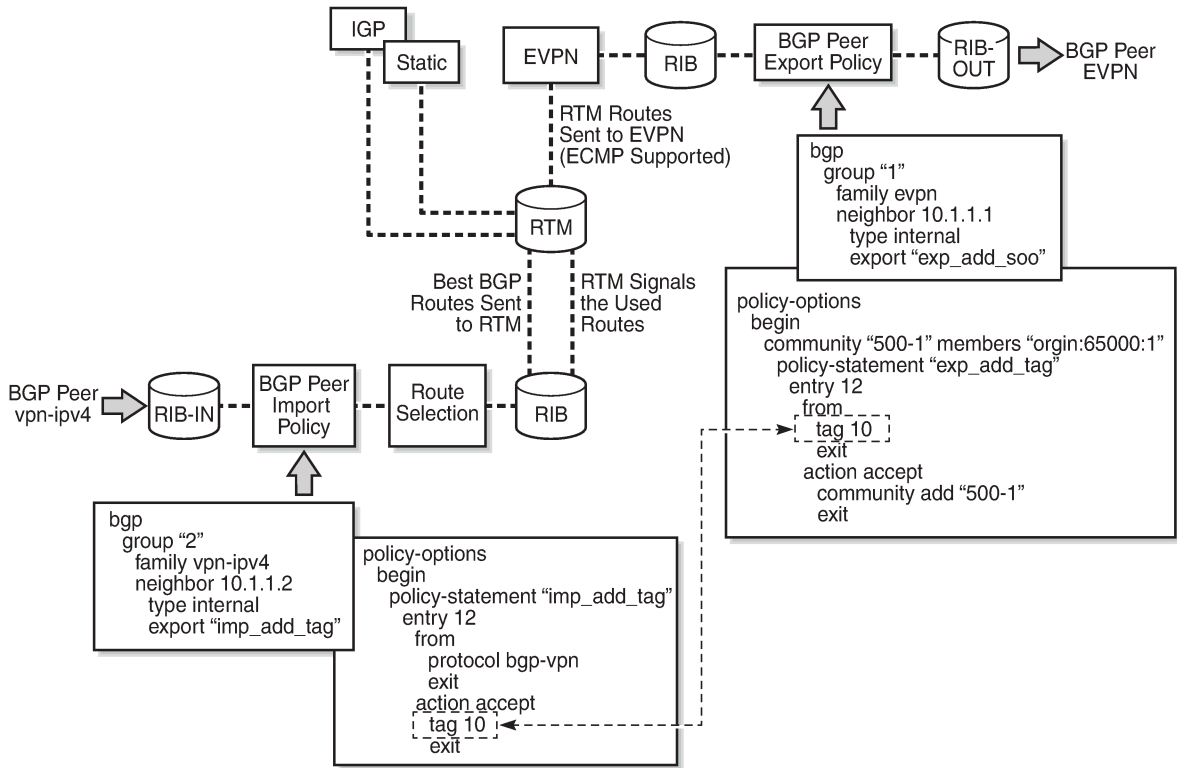 IGP
Static
EVPN
RIB
BGP Peer
Export Policy
RIB-
OUT
BGP Peer
EVPN
RTM Routes
Sent to EVPN
(ECMP Supported)
RTM
Best BGP
Routes Sent
to RTM
RTM Signals
the Used
Routes
BGP Peer
vpn-ipv4
RIB-IN
BGP Peer
Import
Policy
Route
Selection
RIB
bgp
group “1”
family evpn
neighbor 10.1.1.1
type internal
export “exp_add_soo”
policy-options
begin
community “500-1” members “orgin:65000:1”
policy-statement “exp_add_tag”
entry 12
from
tag 10
exit
action accept
community add “500-1”
exit
bgp
group “2”
family vpn-ipv4
neighbor 10.1.1.2
type internal
export “imp_add_tag”
policy-options
begin
policy-statement “imp_add_tag”
entry 12
from
protocol bgp-vpn
exit
action accept
tag 10
exit